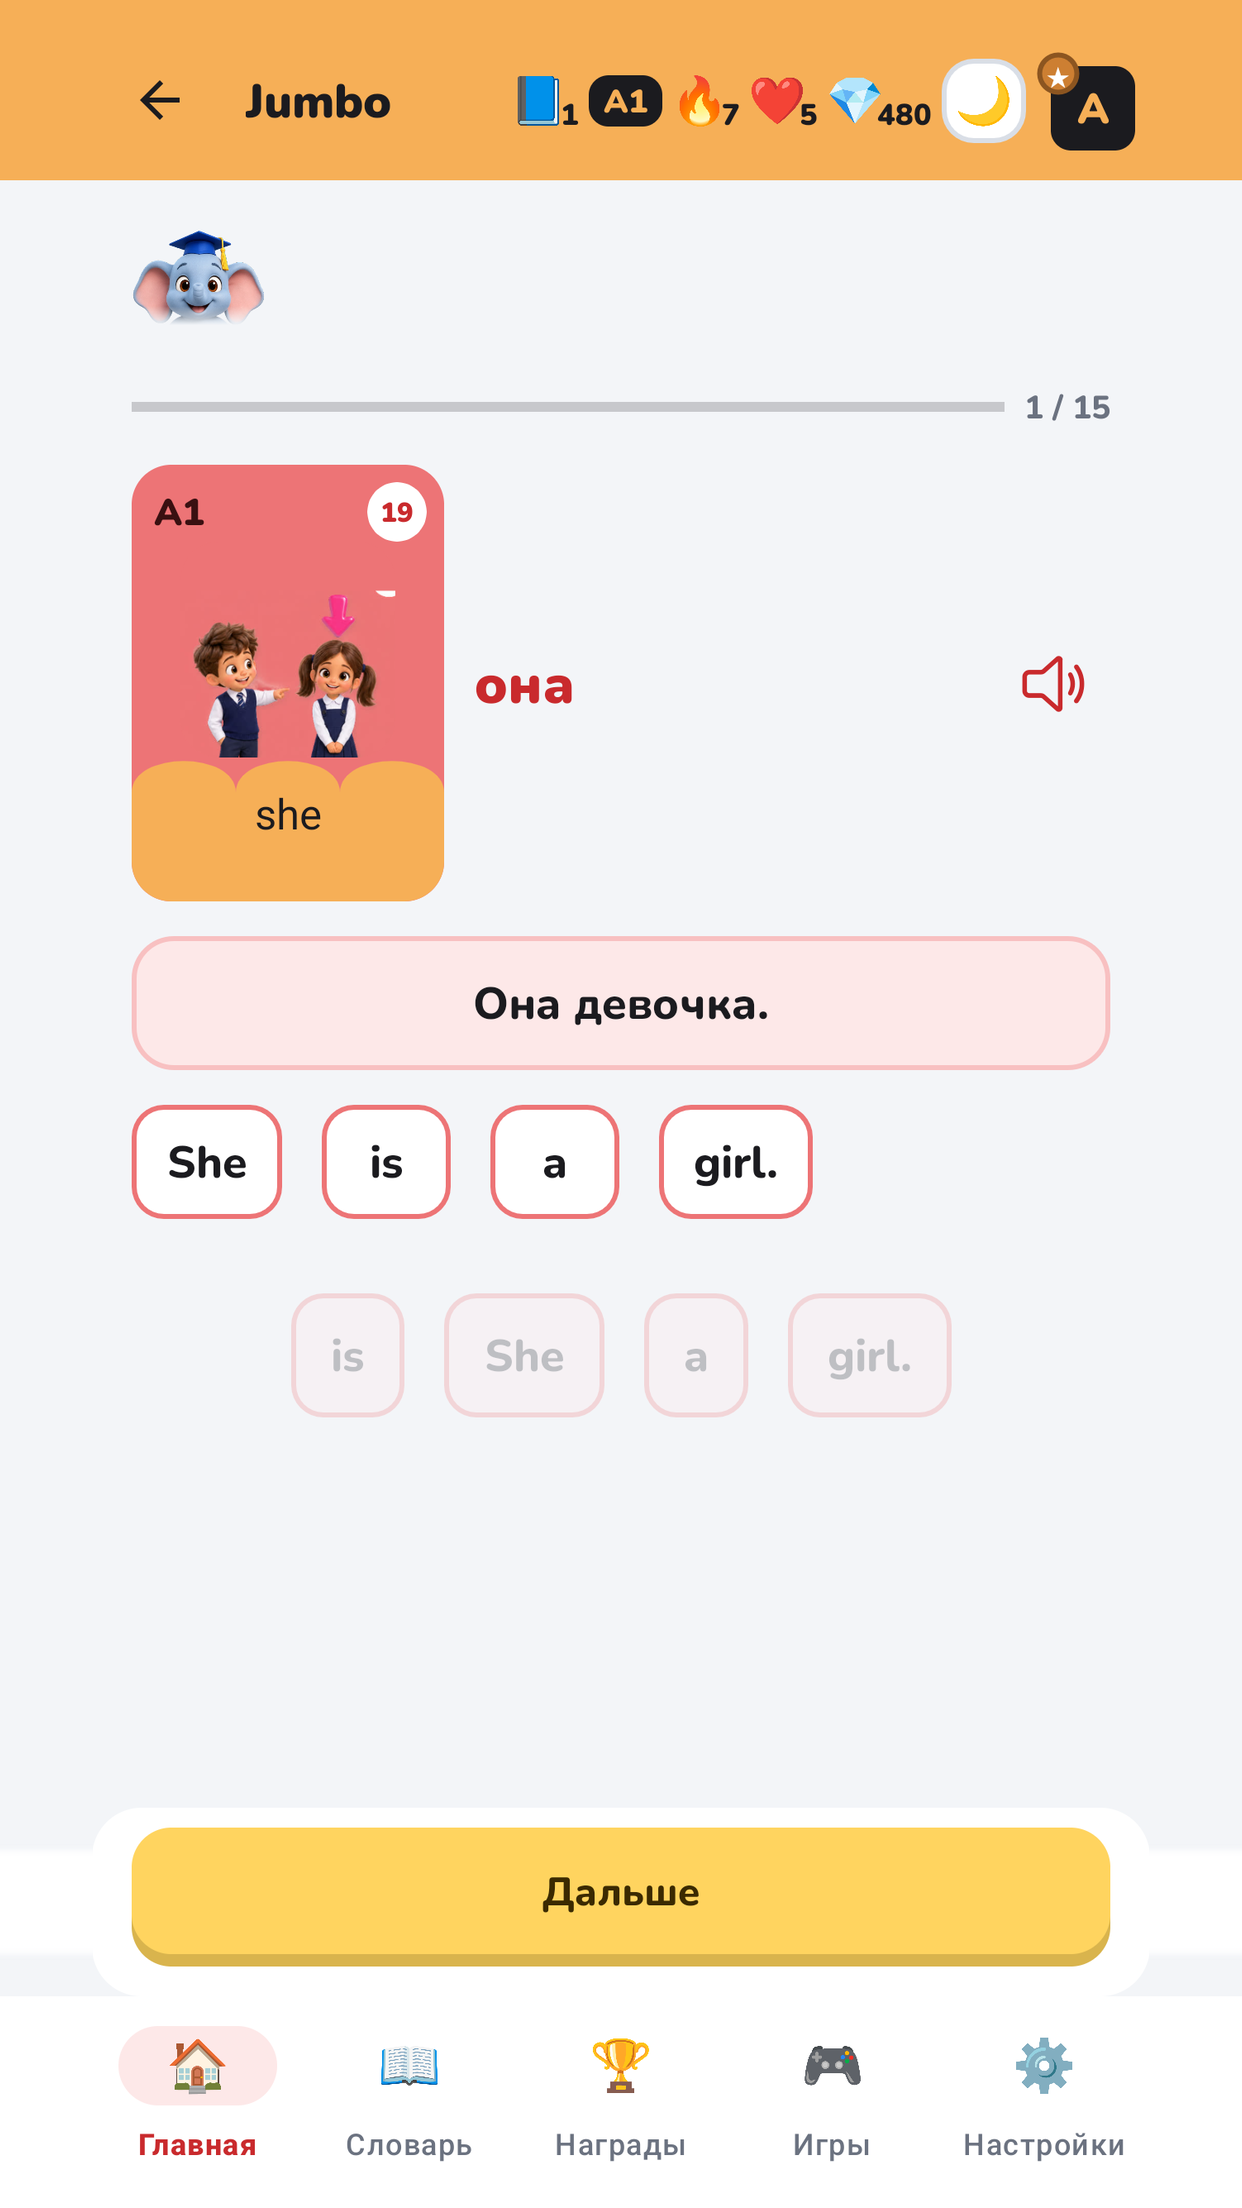 Jumbo
1 A1 7 5 480 A
1 / 15
A1 19
она
she
Она девочка.
She is a girl.
is She a girl.
Дальше
Главная Словарь Награды Игры Настройки